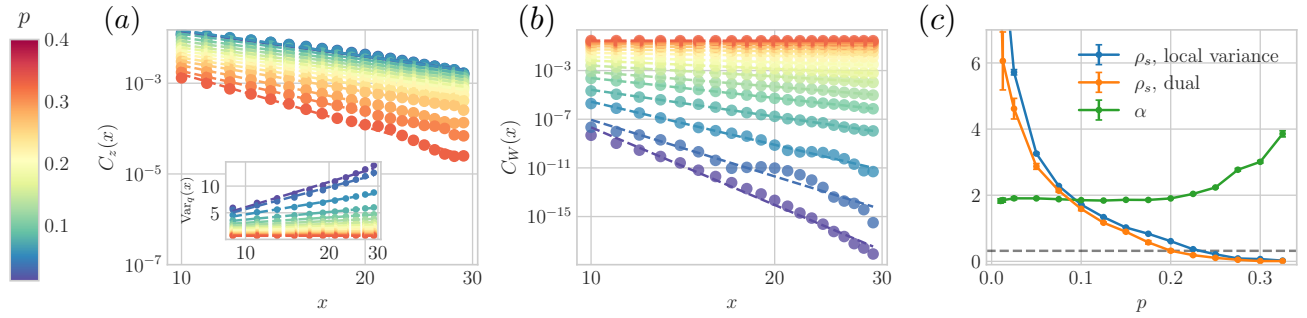 p
0.4
0.3
0.2
0.1
(a)
10⁻³
10⁻⁵
10⁻⁷
C_z(x)
10
20
30
x
Var_q(x)
10
5
10
20
30
(b)
10⁻³
10⁻⁷
10⁻¹¹
10⁻¹⁵
C_W(x)
10
20
30
x
(c)
6
4
2
0
0.0
0.1
0.2
0.3
p
ρ_s, local variance
ρ_s, dual
α